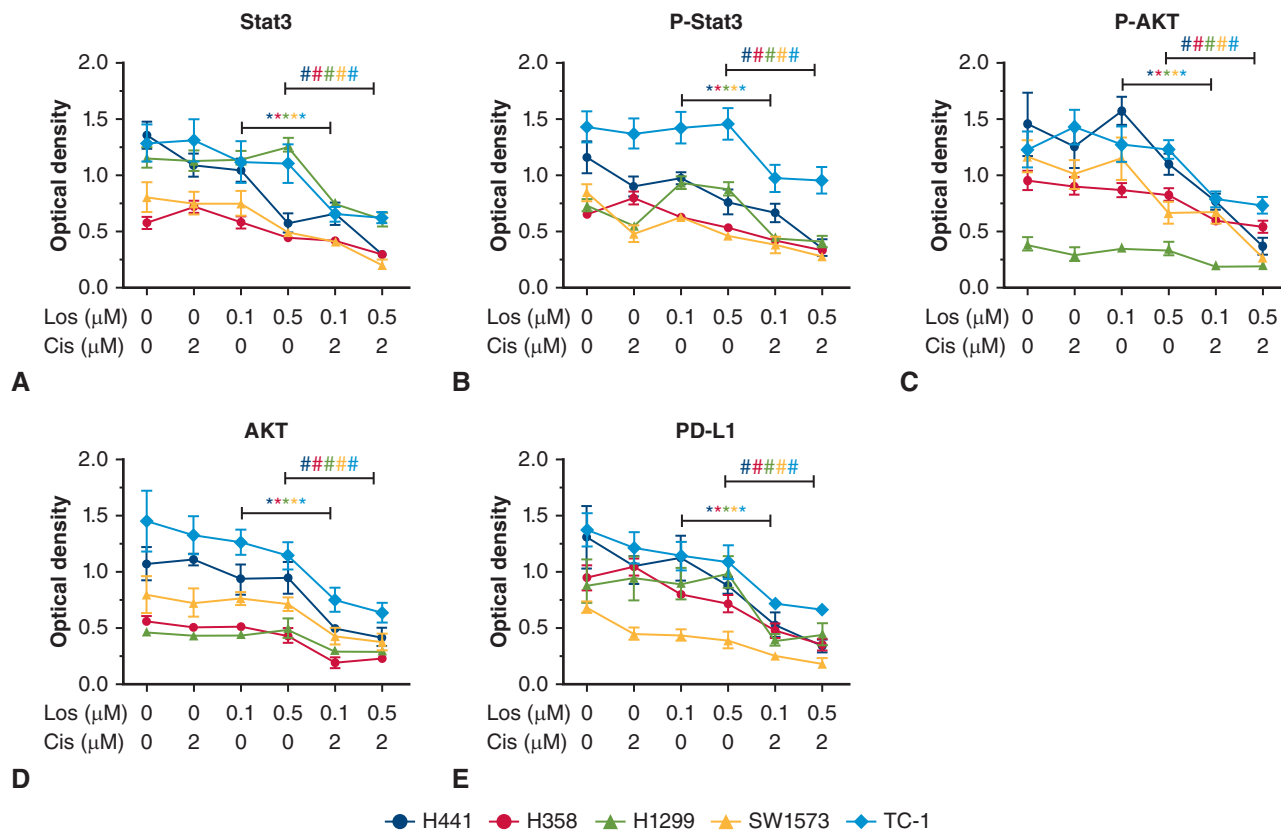 Stat3
Optical density
2.0
1.5
1.0
0.5
0.0
#####
*****
Los (μM) 0 0 0.1 0.5 0.1 0.5
Cis (μM) 0 2 0 0 2 2
A
P-Stat3
Optical density
2.0
1.5
1.0
0.5
0.0
#####
*****
Los (μM) 0 0 0.1 0.5 0.1 0.5
Cis (μM) 0 2 0 0 2 2
B
P-AKT
Optical density
2.0
1.5
1.0
0.5
0.0
#####
*****
Los (μM) 0 0 0.1 0.5 0.1 0.5
Cis (μM) 0 2 0 0 2 2
C
AKT
Optical density
2.0
1.5
1.0
0.5
0.0
#####
*****
Los (μM) 0 0 0.1 0.5 0.1 0.5
Cis (μM) 0 2 0 0 2 2
D
PD-L1
Optical density
2.0
1.5
1.0
0.5
0.0
#####
*****
Los (μM) 0 0 0.1 0.5 0.1 0.5
Cis (μM) 0 2 0 0 2 2
E
H441 H358 H1299 SW1573 TC-1